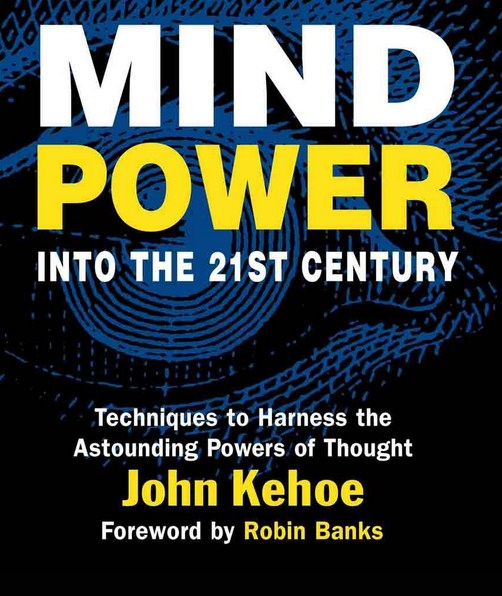 MIND
POWER
INTO THE 21ST CENTURY
Techniques to Harness the
Astounding Powers of Thought
John Kehoe
Foreword by Robin Banks